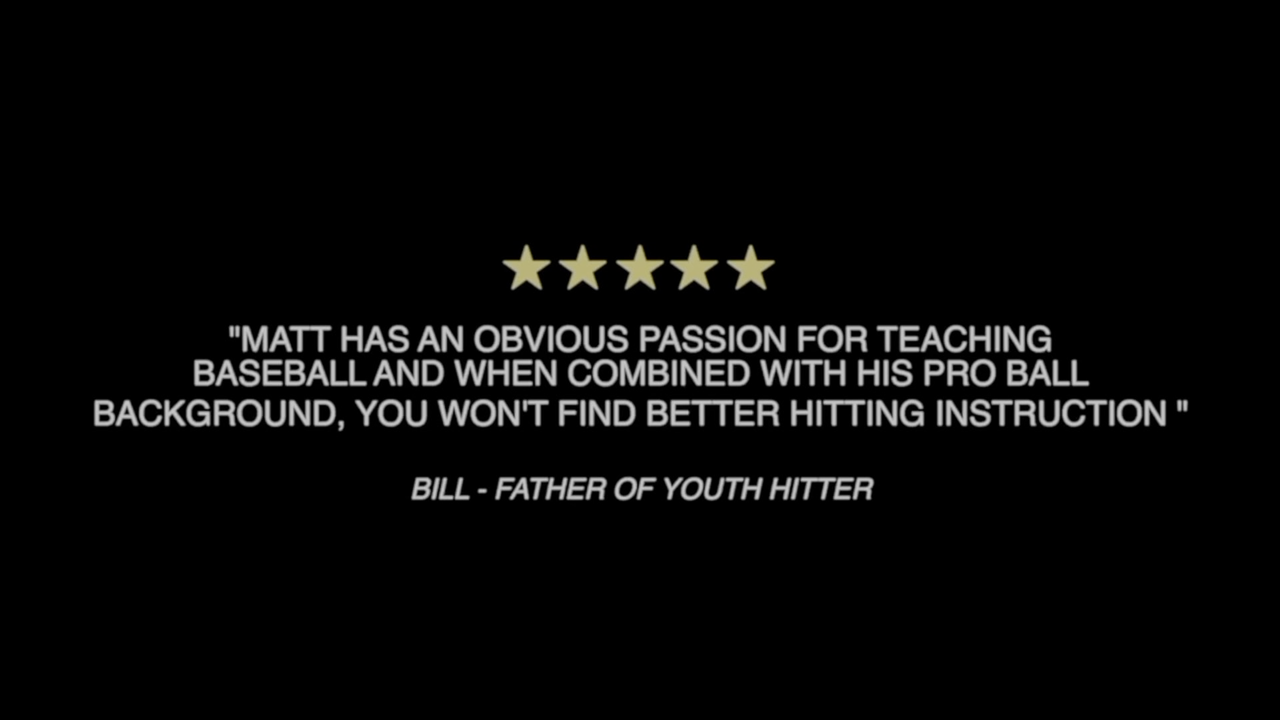 "MATT HAS AN OBVIOUS PASSION FOR TEACHING
BASEBALL AND WHEN COMBINED WITH HIS PRO BALL
BACKGROUND, YOU WON'T FIND BETTER HITTING INSTRUCTION "
BILL - FATHER OF YOUTH HITTER